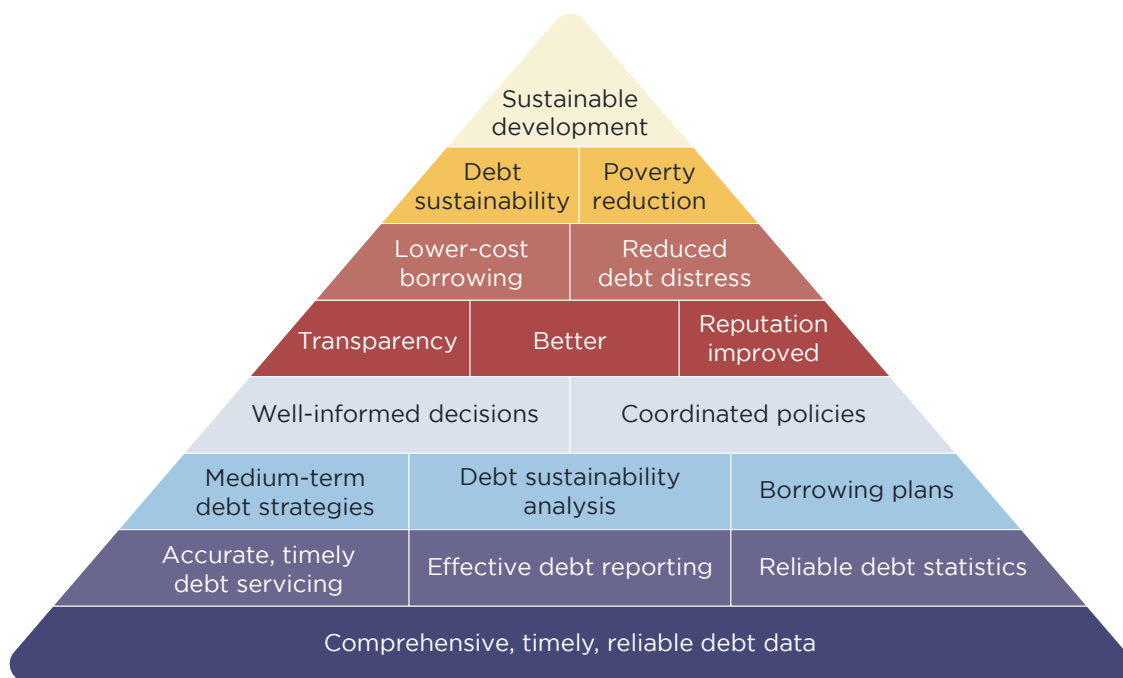 Sustainable
development
Debt
sustainability
Poverty
reduction
Lower-cost
borrowing
Reduced
debt distress
Transparency
Better
Reputation
improved
Well-informed decisions
Coordinated policies
Medium-term
debt strategies
Debt sustainability
analysis
Borrowing plans
Accurate, timely
debt servicing
Effective debt reporting
Reliable debt statistics
Comprehensive, timely, reliable debt data